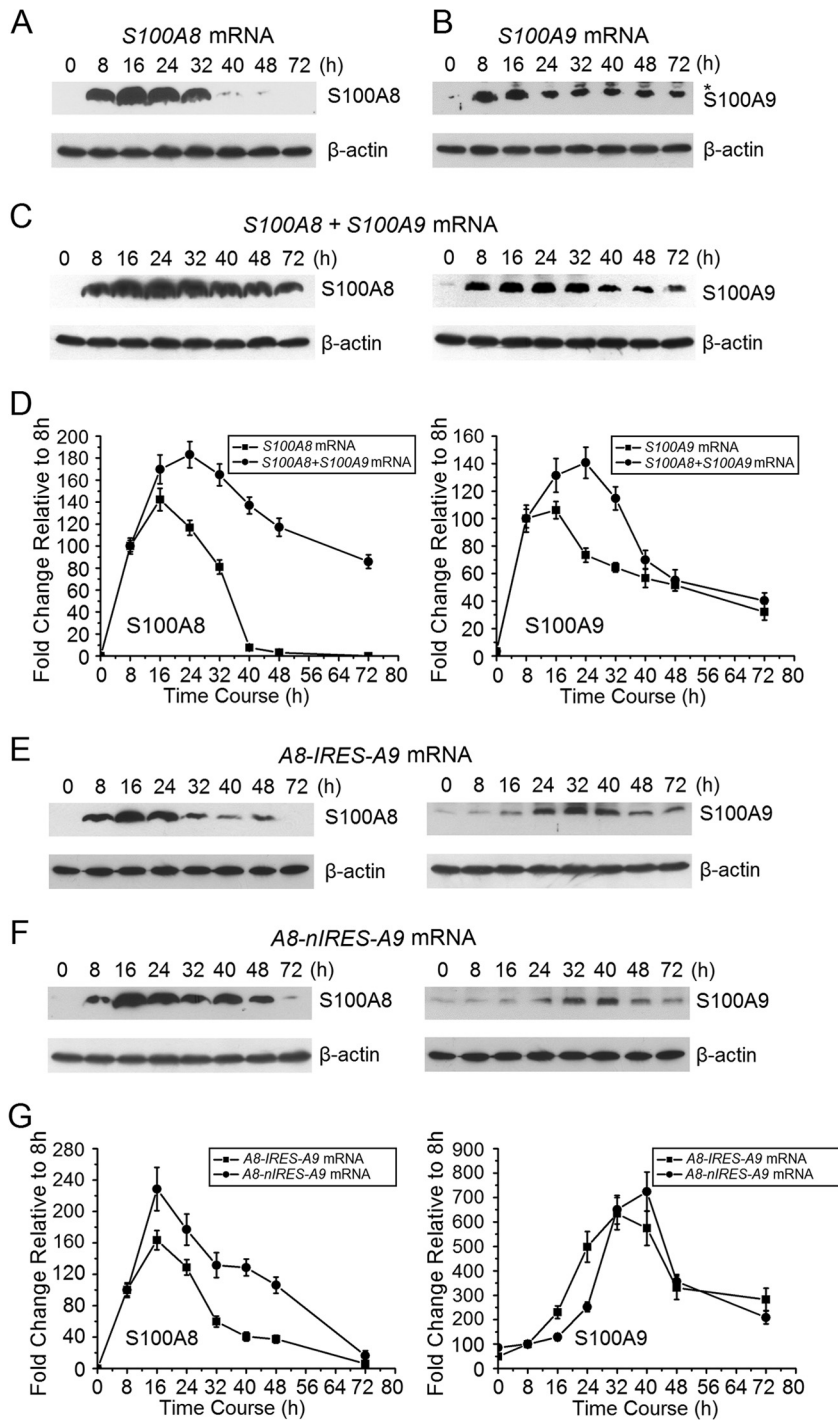 A
S100A8 mRNA
0 8 16 24 32 40 48 72 (h)
S100A8
β-actin
B
S100A9 mRNA
0 8 16 24 32 40 48 72 (h)
*
S100A9
β-actin
C
S100A8 + S100A9 mRNA
0 8 16 24 32 40 48 72 (h)
S100A8
β-actin
0 8 16 24 32 40 48 72 (h)
S100A9
β-actin
D
Fold Change Relative to 8h
200
180
160
140
120
100
80
60
40
20
0
S100A8 mRNA
S100A8+S100A9 mRNA
S100A8
0 8 16 24 32 40 48 56 64 72 80
Time Course (h)
Fold Change Relative to 8h
160
140
120
100
80
60
40
20
0
S100A9 mRNA
S100A8+S100A9 mRNA
S100A9
0 8 16 24 32 40 48 56 64 72 80
Time Course (h)
E
A8-IRES-A9 mRNA
0 8 16 24 32 40 48 72 (h)
S100A8
β-actin
0 8 16 24 32 40 48 72 (h)
S100A9
β-actin
F
A8-nIRES-A9 mRNA
0 8 16 24 32 40 48 72 (h)
S100A8
β-actin
0 8 16 24 32 40 48 72 (h)
S100A9
β-actin
G
Fold Change Relative to 8h
280
240
200
160
120
80
40
0
A8-IRES-A9 mRNA
A8-nIRES-A9 mRNA
S100A8
0 8 16 24 32 40 48 56 64 72 80
Time Course (h)
Fold Change Relative to 8h
900
800
700
600
500
400
300
200
100
0
A8-IRES-A9 mRNA
A8-nIRES-A9 mRNA
S100A9
0 8 16 24 32 40 48 56 64 72 80
Time Course (h)